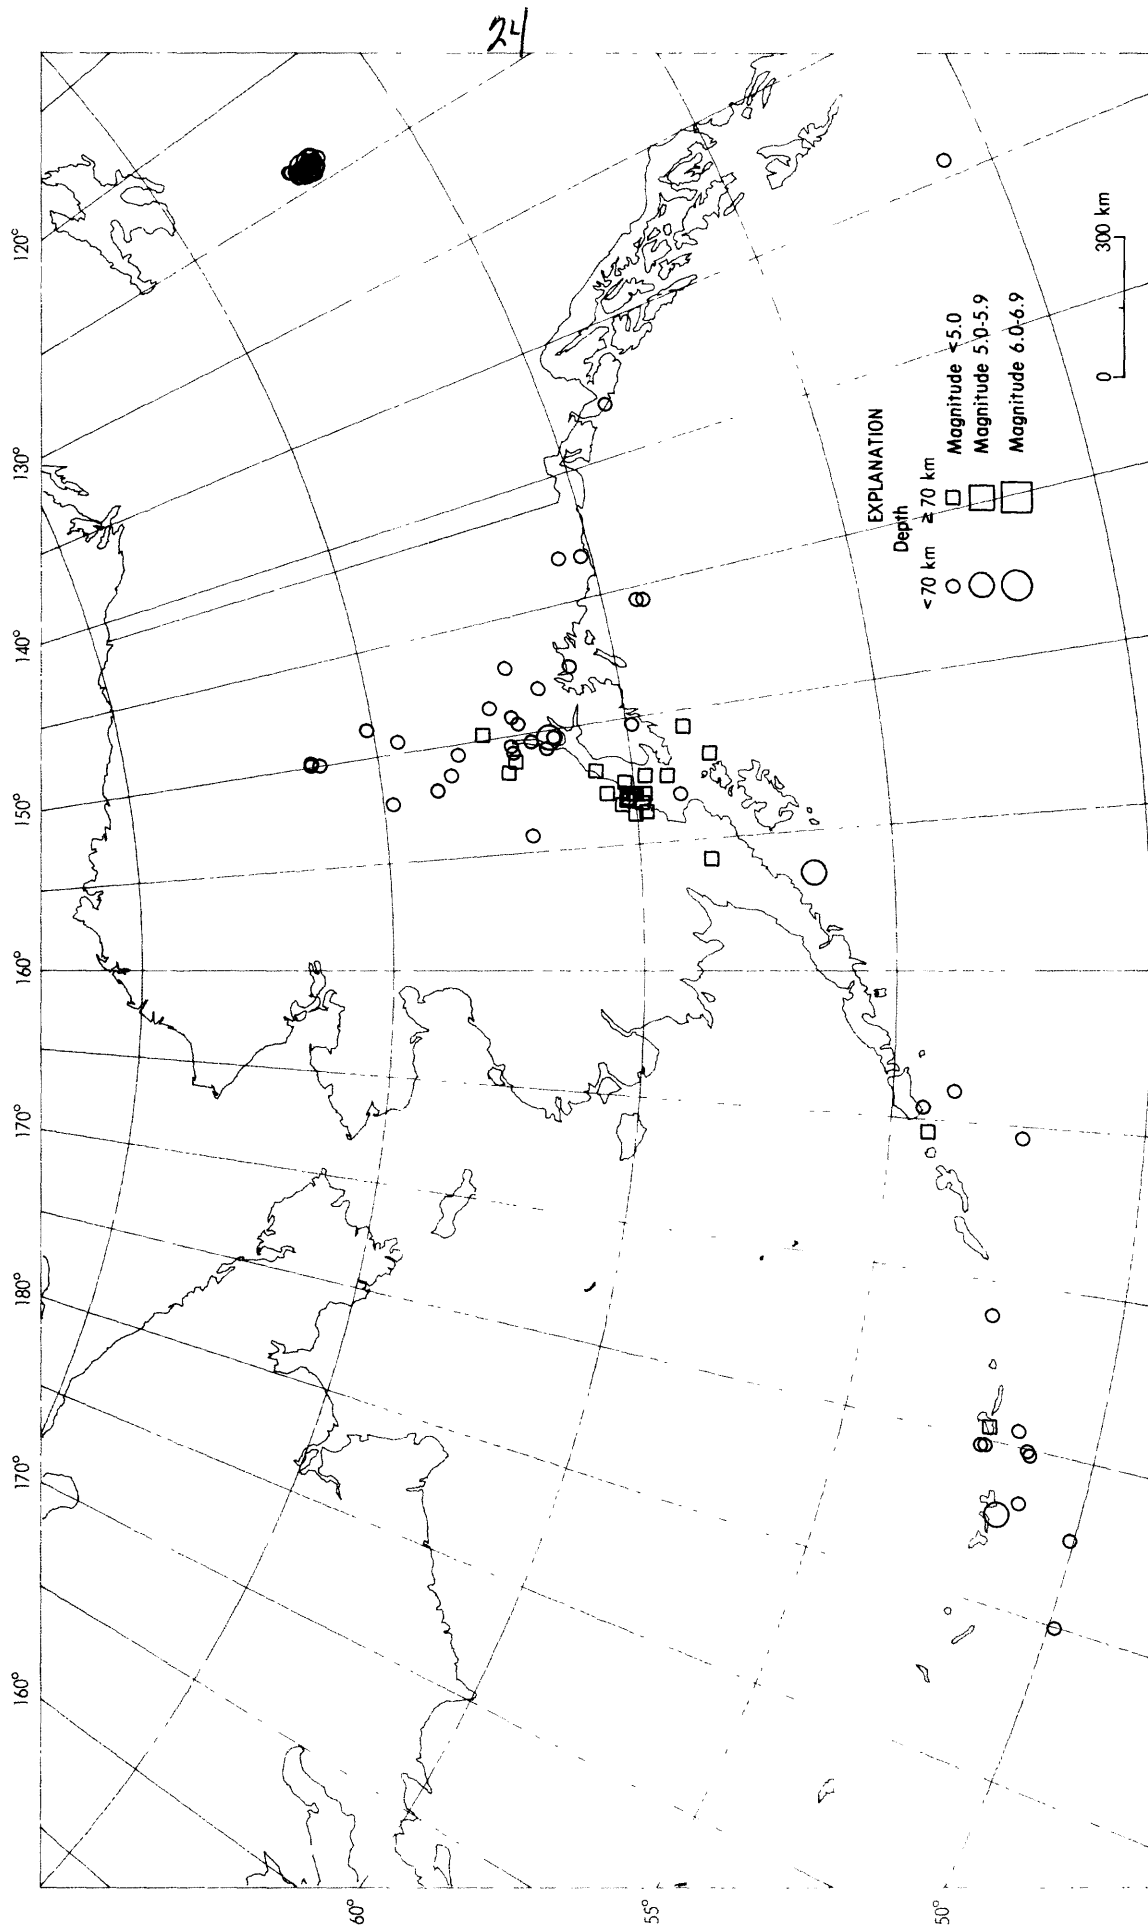 24
120°
130°
140°
150°
160°
170°
180°
170°
160°
60°
55°
50°
EXPLANATION
Depth
<70 km ≥70 km
Magnitude <5.0
Magnitude 5.0-5.9
Magnitude 6.0-6.9
0 300 km